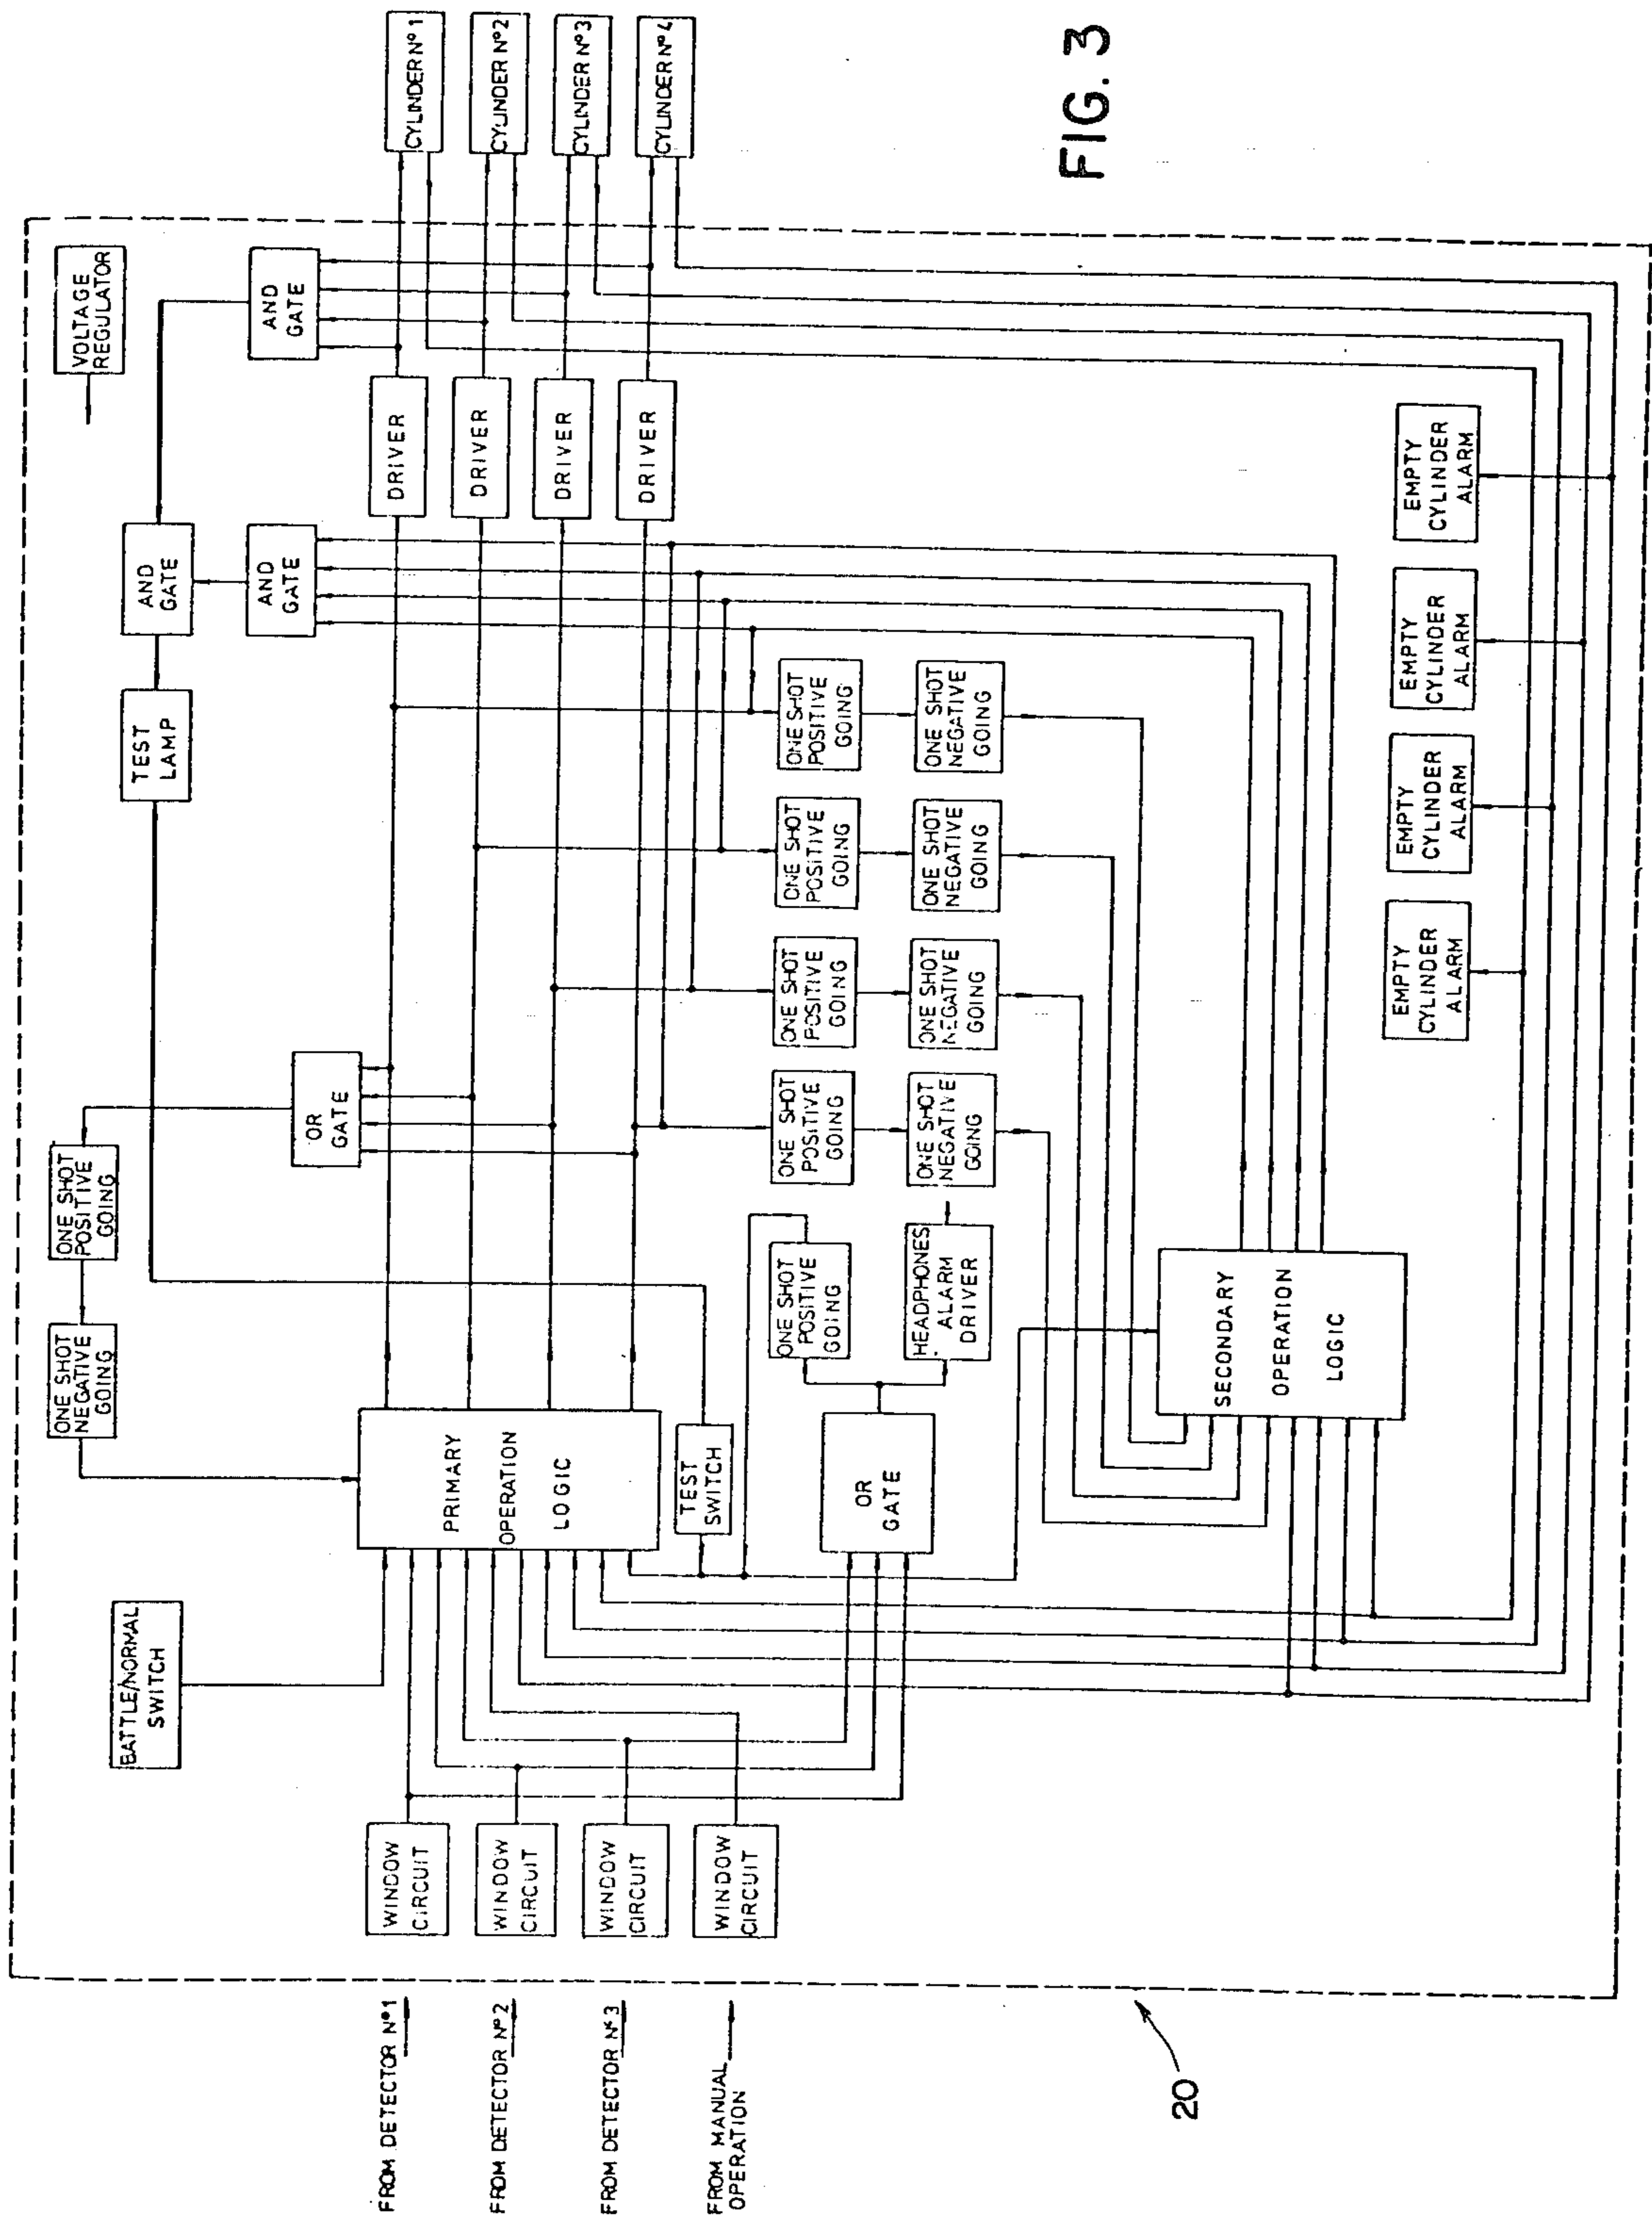 VOLTAGE
REGULATOR
BATTLE/NORMAL
SWITCH
ONE SHOT
NEGATIVE
GOING
ONE SHOT
POSITIVE
GOING
TEST
LAMP
AND
GATE
AND
GATE
AND
GATE
OR
GATE
FROM DETECTOR Nº1
FROM DETECTOR Nº2
FROM DETECTOR Nº3
FROM MANUAL
OPERATION
WINDOW
CIRCUIT
WINDOW
CIRCUIT
WINDOW
CIRCUIT
WINDOW
CIRCUIT
PRIMARY
OPERATION
LOGIC
TEST
SWITCH
OR
GATE
DRIVER
DRIVER
DRIVER
DRIVER
CYLINDER Nº 1
CYLINDER Nº2
CYLINDER Nº3
CYLINDER Nº4
ONE SHOT
POSITIVE
GOING
HEADPHONES
ALARM
DRIVER
ONE SHOT
POSITIVE
GOING
ONE SHOT
POSITIVE
GOING
ONE SHOT
POSITIVE
GOING
ONE SHOT
POSITIVE
GOING
ONE SHOT
NEGATIVE
GOING
ONE SHOT
NEGATIVE
GOING
ONE SHOT
NEGATIVE
GOING
ONE SHOT
NEGATIVE
GOING
SECONDARY
OPERATION
LOGIC
EMPTY
CYLINDER
ALARM
EMPTY
CYLINDER
ALARM
EMPTY
CYLINDER
ALARM
EMPTY
CYLINDER
ALARM
20
FIG. 3